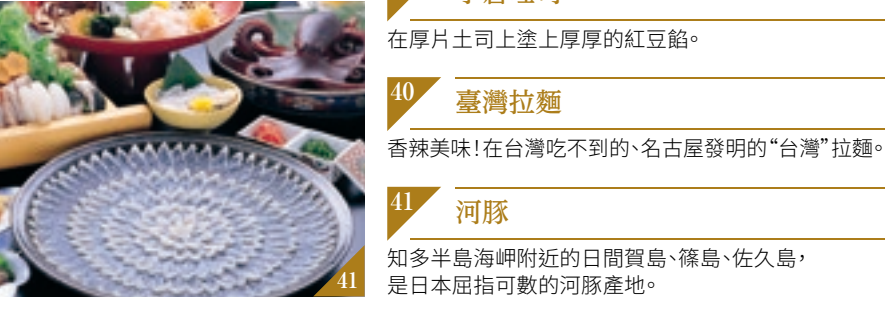 在厚片土司上塗上厚厚的紅豆餡。
40
臺灣拉麵
香辣美味！在台灣吃不到的、名古屋發明的“台灣”拉麵。
41
河豚
知多半島海岬附近的日間賀島、篠島、佐久島，
是日本屈指可數的河豚產地。
41